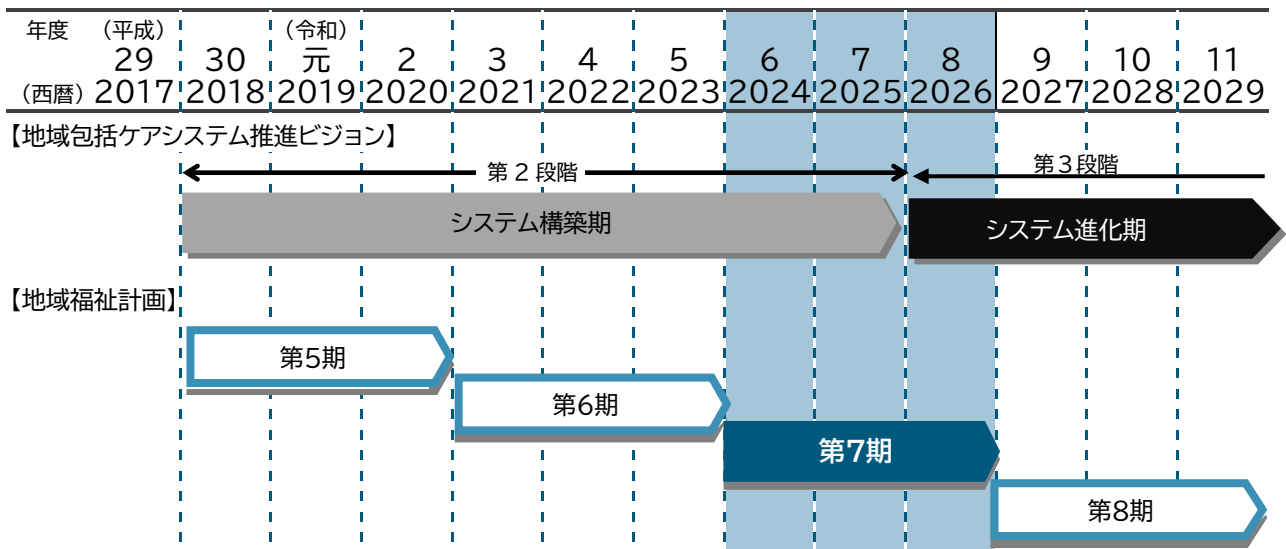 年度 （平成） （令和）
29 30 元 2 3 4 5 6 7 8 9 10 11
（西暦） 2017 2018 2019 2020 2021 2022 2023 2024 2025 2026 2027 2028 2029
【地域包括ケアシステム推進ビジョン】
第２段階 第３段階
システム構築期 システム進化期
【地域福祉計画】
第5期
第6期
第7期
第8期